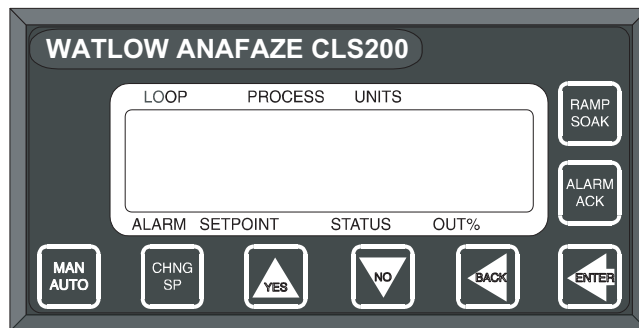 WATLOW ANAFAZE CLS200
LOOP PROCESS UNITS
RAMP
SOAK
ALARM
ACK
ALARM SETPOINT STATUS OUT%
MAN
AUTO
CHNG
SP
YES
NO
BACK
ENTER